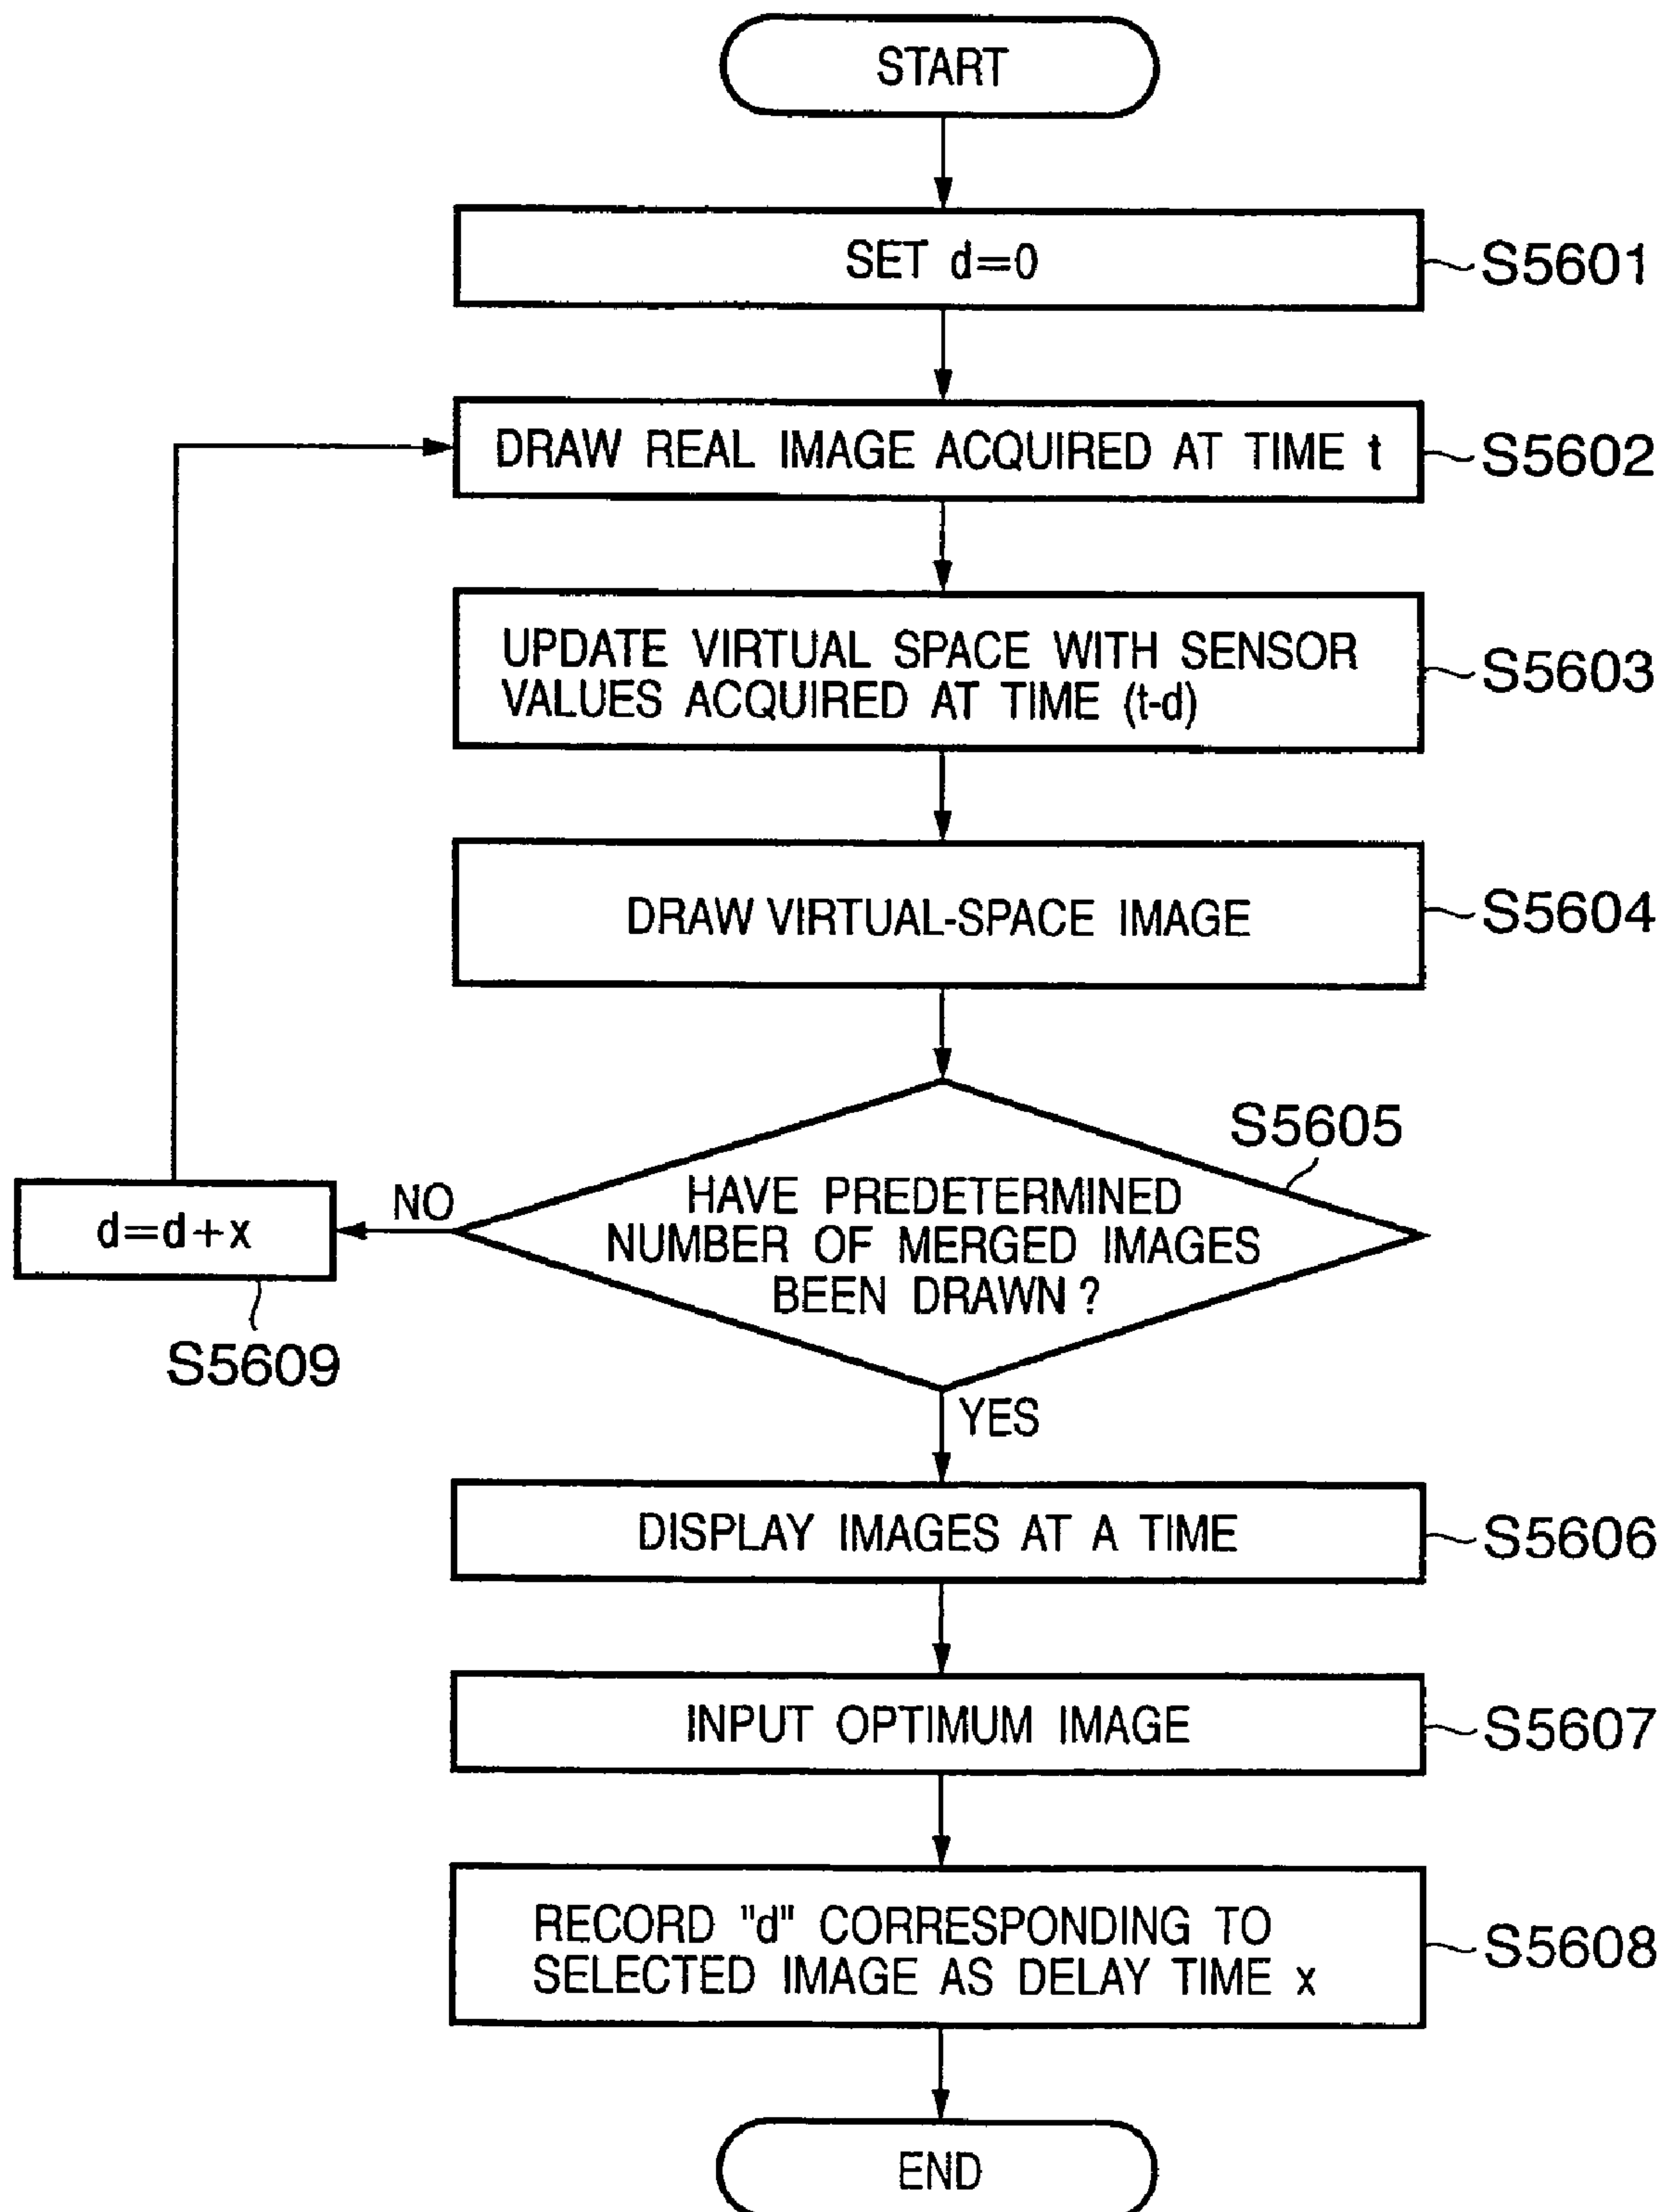 START
SET d=0
S5601
DRAW REAL IMAGE ACQUIRED AT TIME t
S5602
UPDATE VIRTUAL SPACE WITH SENSOR
VALUES ACQUIRED AT TIME (t-d)
S5603
DRAW VIRTUAL-SPACE IMAGE
S5604
S5605
HAVE PREDETERMINED
NUMBER OF MERGED IMAGES
BEEN DRAWN ?
NO
d=d+x
S5609
YES
DISPLAY IMAGES AT A TIME
S5606
INPUT OPTIMUM IMAGE
S5607
RECORD "d" CORRESPONDING TO
SELECTED IMAGE AS DELAY TIME x
S5608
END